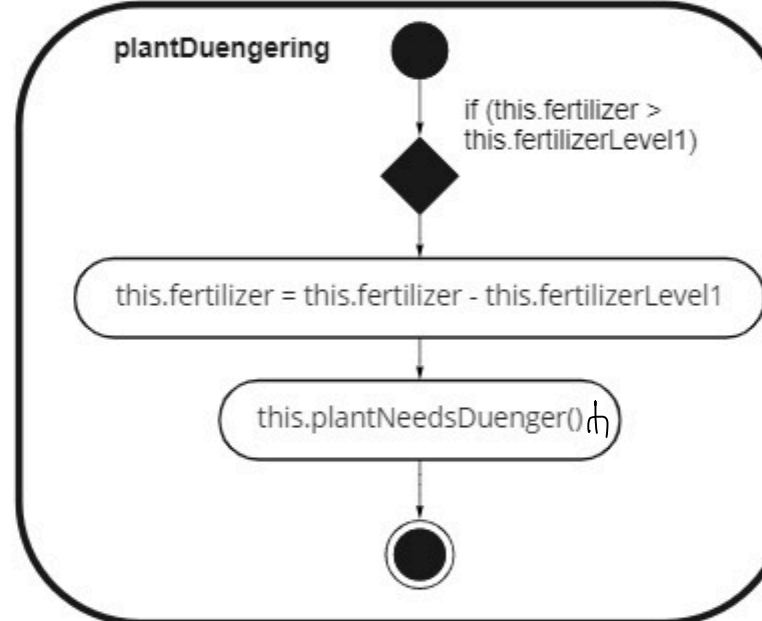 plantDuengering
if (this.fertilizer >
this.fertilizerLevel1)
this.fertilizer = this.fertilizer - this.fertilizerLevel1
this.plantNeedsDuenger()